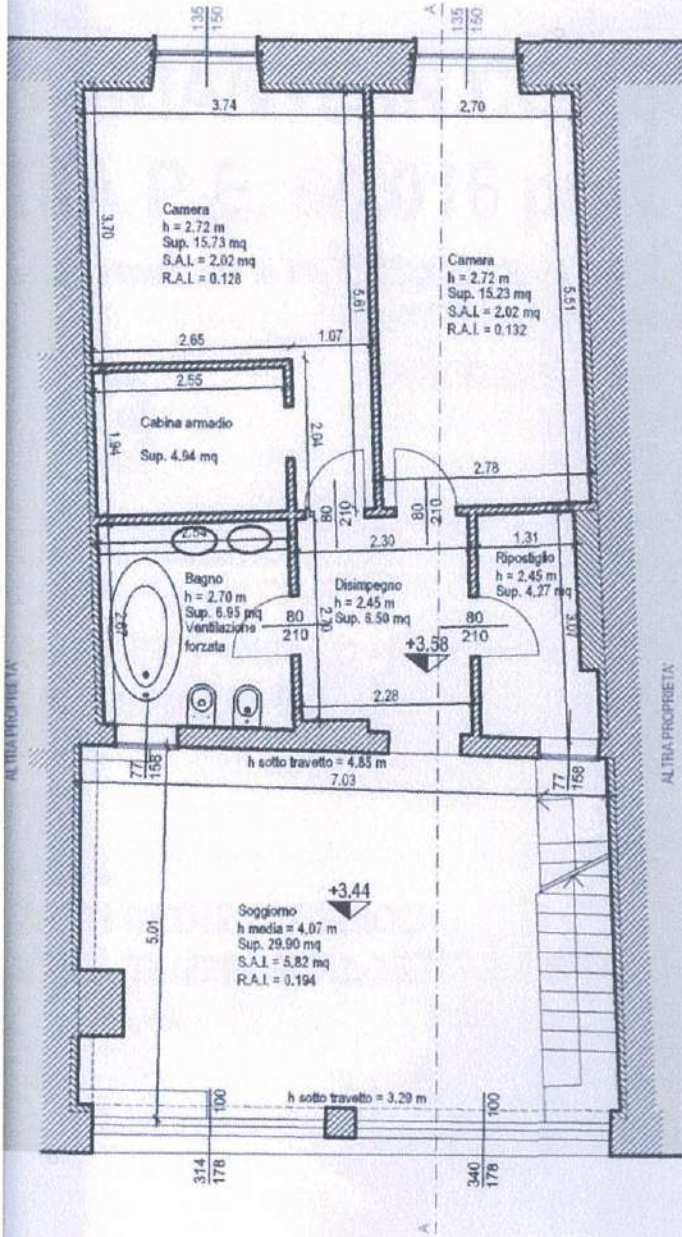 135
150
A
135
150
3.74
2.70
3.70
Camera
h = 2.72 m
Sup. 15.73 mq
S.A.I. = 2,02 mq
R.A.I. = 0.128
5.61
Camera
h = 2.72 m
Sup. 15.23 mq
S.A.I. = 2,02 mq
R.A.I. = 0.132
5.51
2.65
1.07
2.55
Cabina armadio
Sup. 4.94 mq
1.94
2.04
2.78
80
210
80
210
2.54
2.30
1.31
Bagno
h = 2.70 m
Sup. 6.95 mq
Ventilazione
forzata
2.67
Disimpegno
h = 2.45 m
Sup. 6.50 mq
2.70
Ripostiglio
h = 2.45 m
Sup. 4.27 mq
3.07
80
210
80
210
+3.58
2.28
ALTRA PROPRIETA'
ALTRA PROPRIETA'
77
158
h sotto travetto = 4.85 m
7.03
77
158
5.01
+3.44
Soggiorno
h media = 4.07 m
Sup. 29.90 mq
S.A.I. = 5.82 mq
R.A.I. = 0.194
h sotto travetto = 3.29 m
100
100
314
178
340
178
A